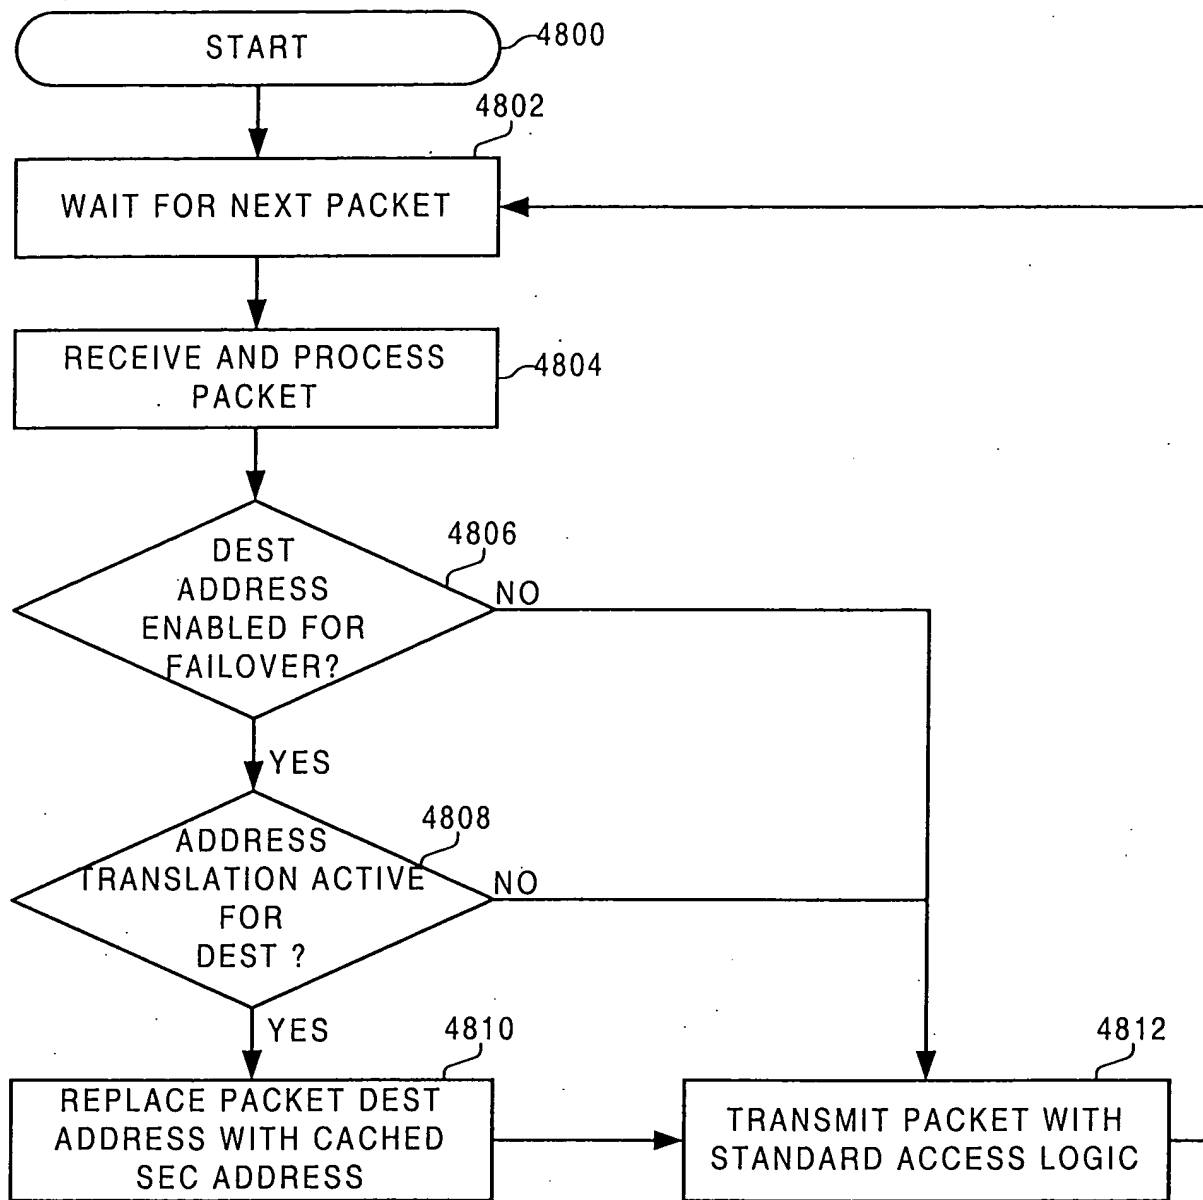 START
4800
4802
WAIT FOR NEXT PACKET
RECEIVE AND PROCESS
PACKET
4804
4806
DEST
ADDRESS
ENABLED FOR
FAILOVER?
NO
YES
4808
ADDRESS
TRANSLATION ACTIVE
FOR
DEST ?
NO
YES
4810
REPLACE PACKET DEST
ADDRESS WITH CACHED
SEC ADDRESS
4812
TRANSMIT PACKET WITH
STANDARD ACCESS LOGIC